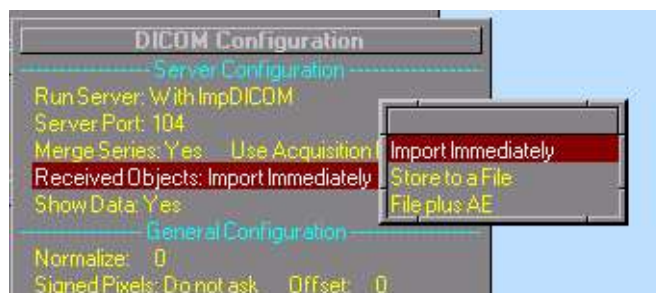 DICOM Configuration
Server Configuration
Run Server: With ImpDICOM
Server Port: 104
Merge Series: Yes Use Acquisition
Received Objects: Import Immediately
Show Data: Yes
General Configuration
Normalize: 0
Signed Pixels: Do not ask Offset: 0
Import Immediately
Store to a File
File plus AE